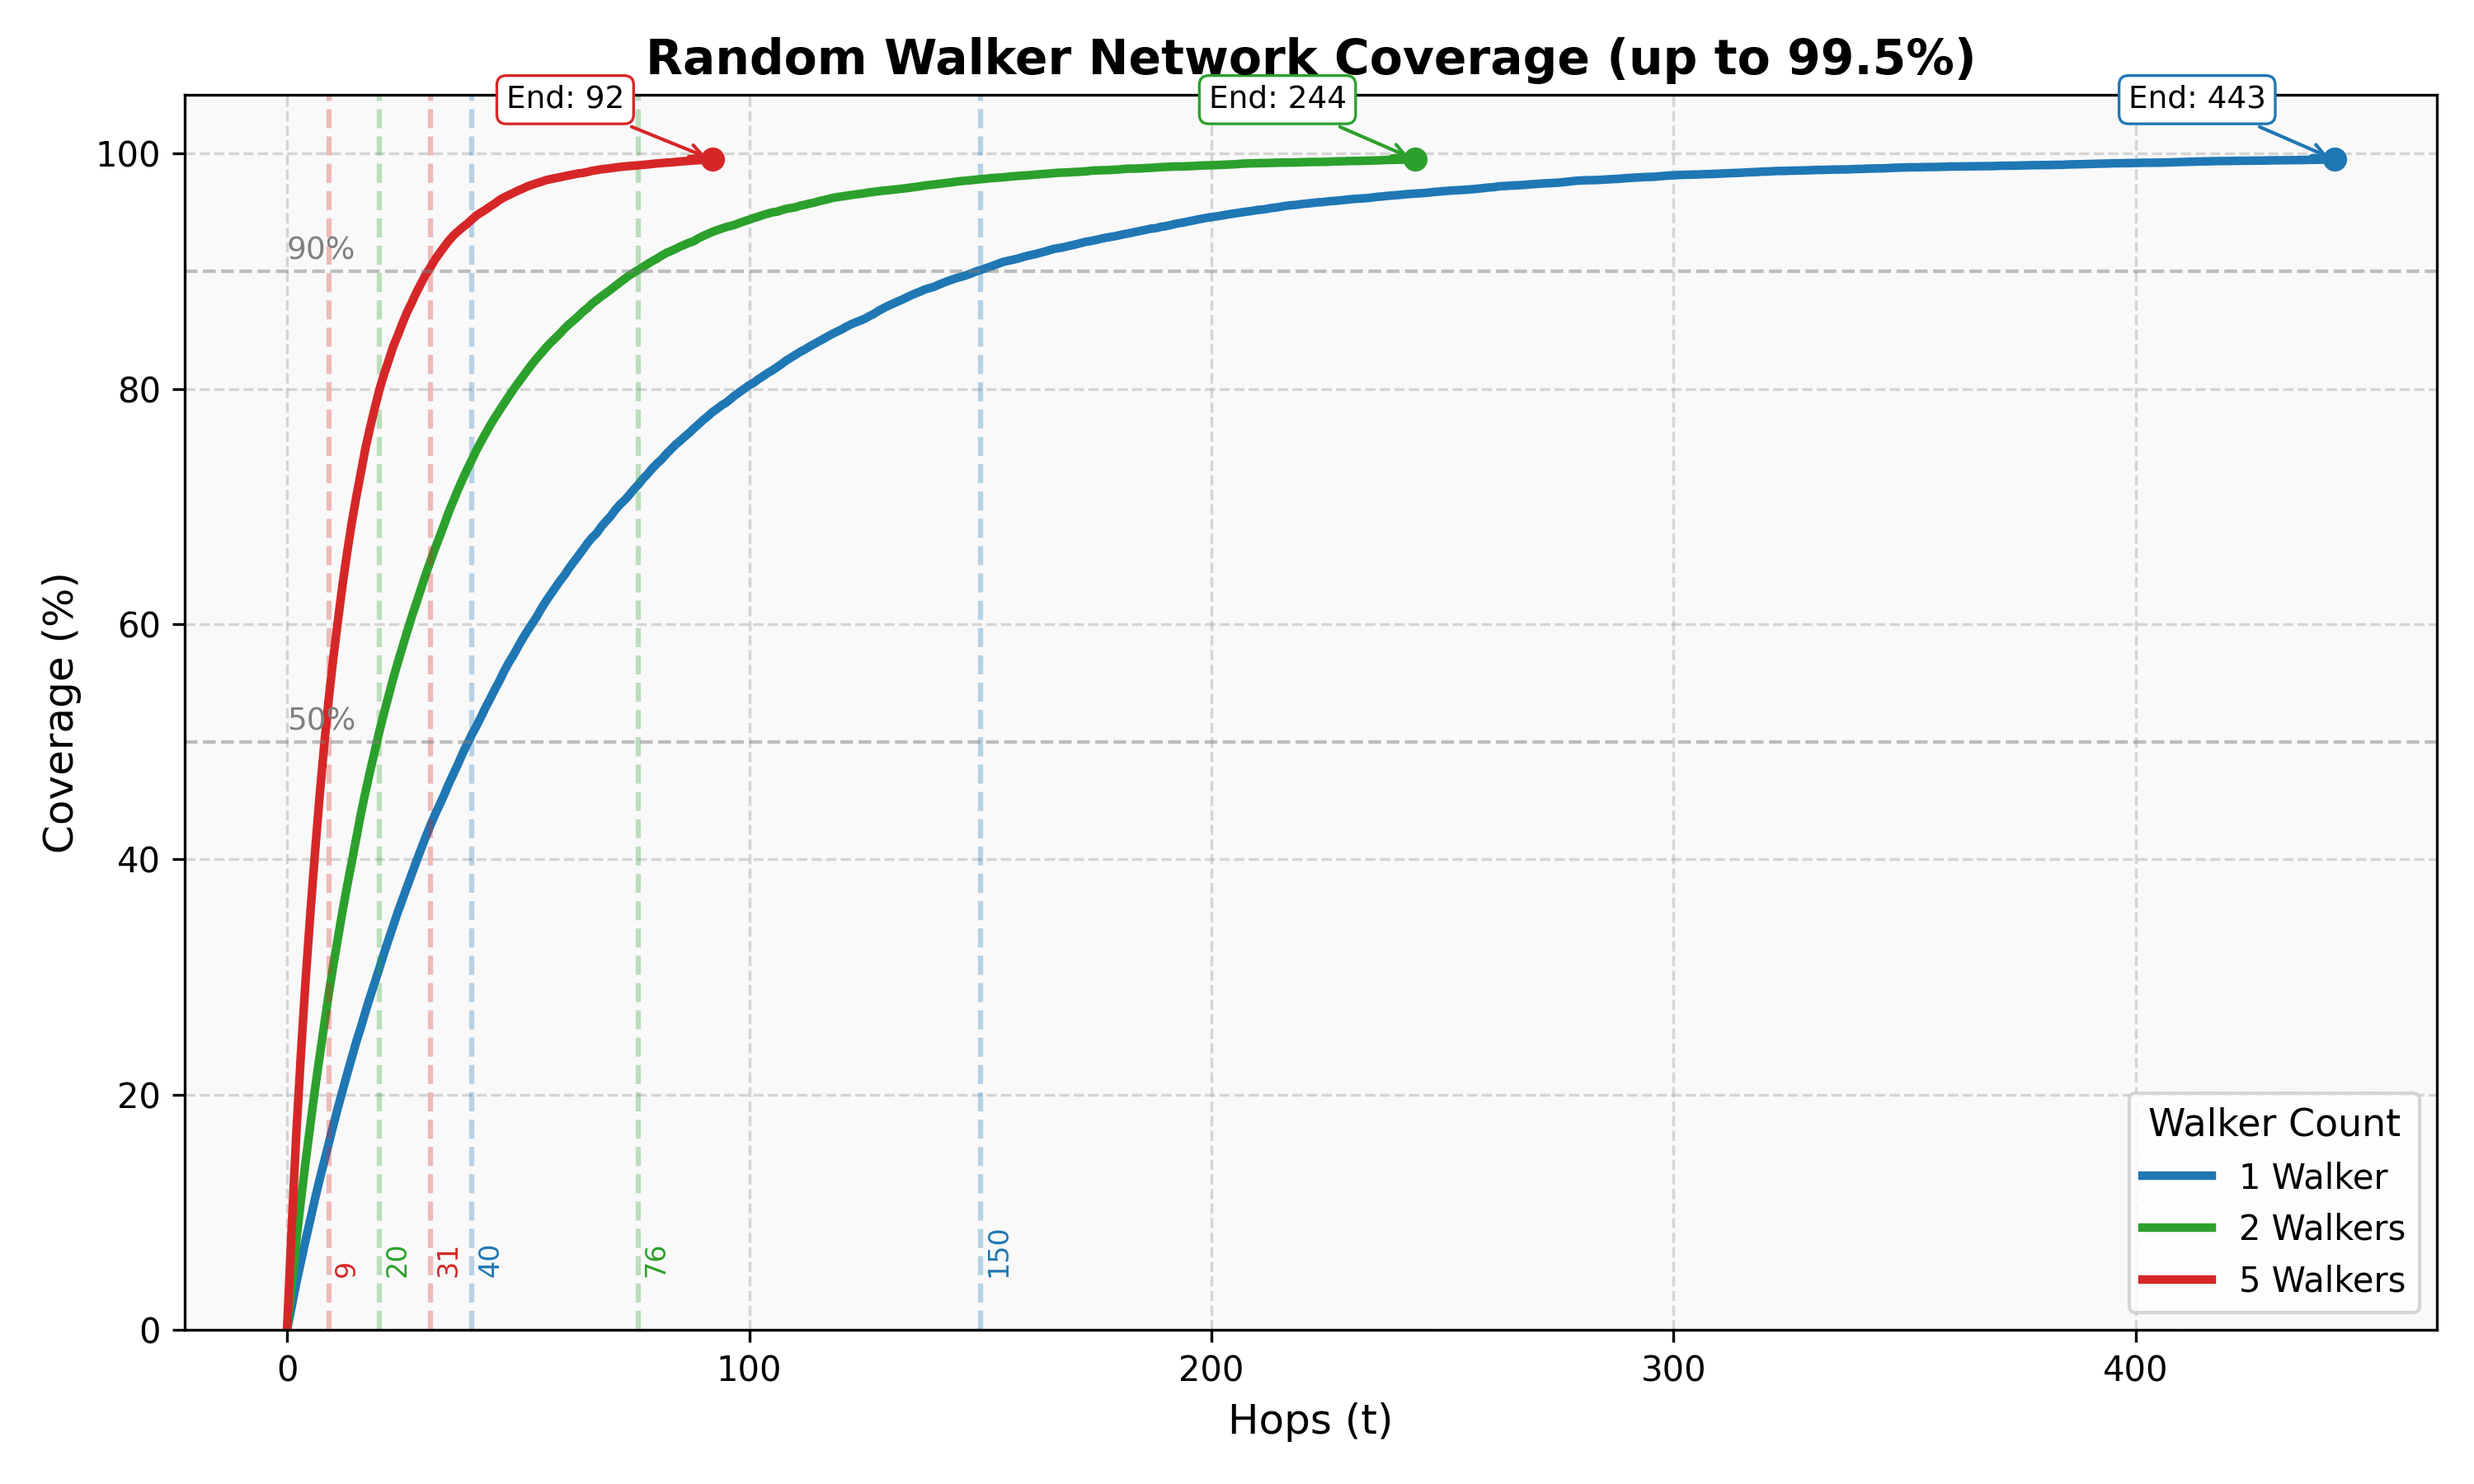 Random Walker Network Coverage (up to 99.5%)
End: 92
End: 244
End: 443
100
80
60
40
20
0
Coverage (%)
90%
50%
9
20
31
40
76
150
0
100
200
300
400
Hops (t)
Walker Count
1 Walker
2 Walkers
5 Walkers